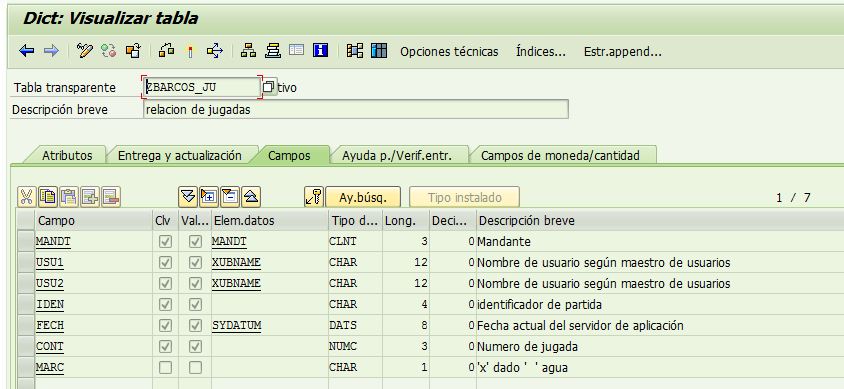 Dict: Visualizar tabla
Opciones técnicas Índices... Estr.append...
Tabla transparente ZBARCOS_JU tivo
Descripción breve relacion de jugadas
Atributos Entrega y actualización Campos Ayuda p./Verif.entr. Campos de moneda/cantidad
Ay.búsq. Tipo instalado 1 / 7
Campo Clv Val... Elem.datos Tipo d... Long. Deci... Descripción breve
MANDT MANDT CLNT 3 0 Mandante
USU1 XUBNAME CHAR 12 0 Nombre de usuario según maestro de usuarios
USU2 XUBNAME CHAR 12 0 Nombre de usuario según maestro de usuarios
IDEN CHAR 4 0 identificador de partida
FECH SYDATUM DATS 8 0 Fecha actual del servidor de aplicación
CONT NUMC 3 0 Numero de jugada
MARC CHAR 1 0 'x' dado ' ' agua